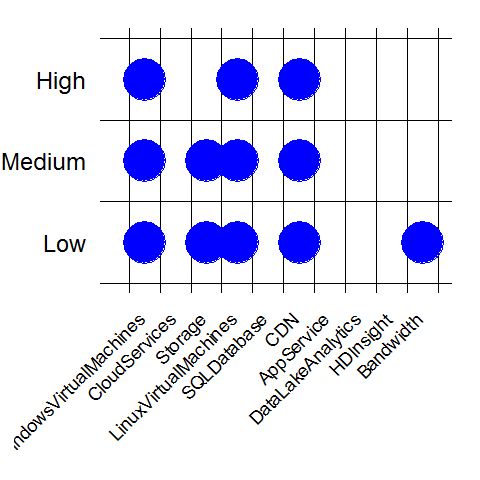 High
Medium
Low
ndowsVirtualMachines
CloudServices
Storage
LinuxVirtualMachines
SQLDatabase
CDN
AppService
DataLakeAnalytics
HDInsight
Bandwidth